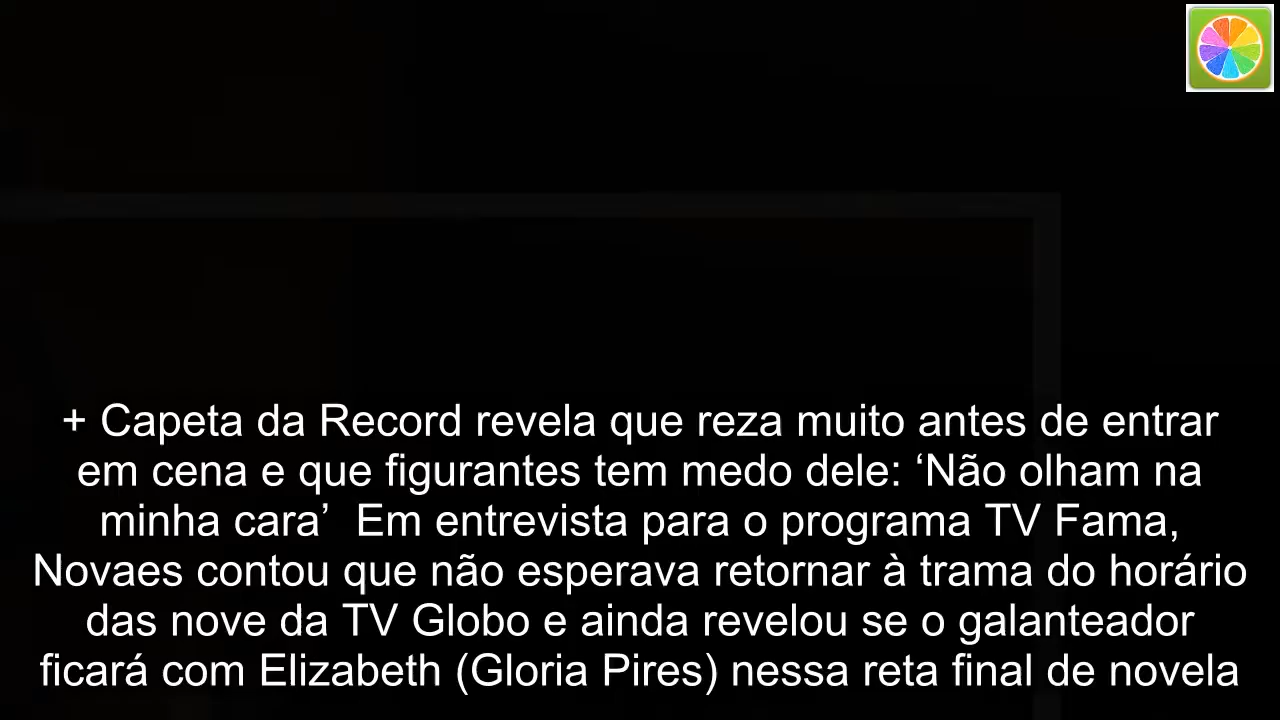 + Capeta da Record revela que reza muito antes de entrar
em cena e que figurantes tem medo dele: ‘Não olham na
minha cara’  Em entrevista para o programa TV Fama,
Novaes contou que não esperava retornar à trama do horário
das nove da TV Globo e ainda revelou se o galanteador
ficará com Elizabeth (Gloria Pires) nessa reta final de novela